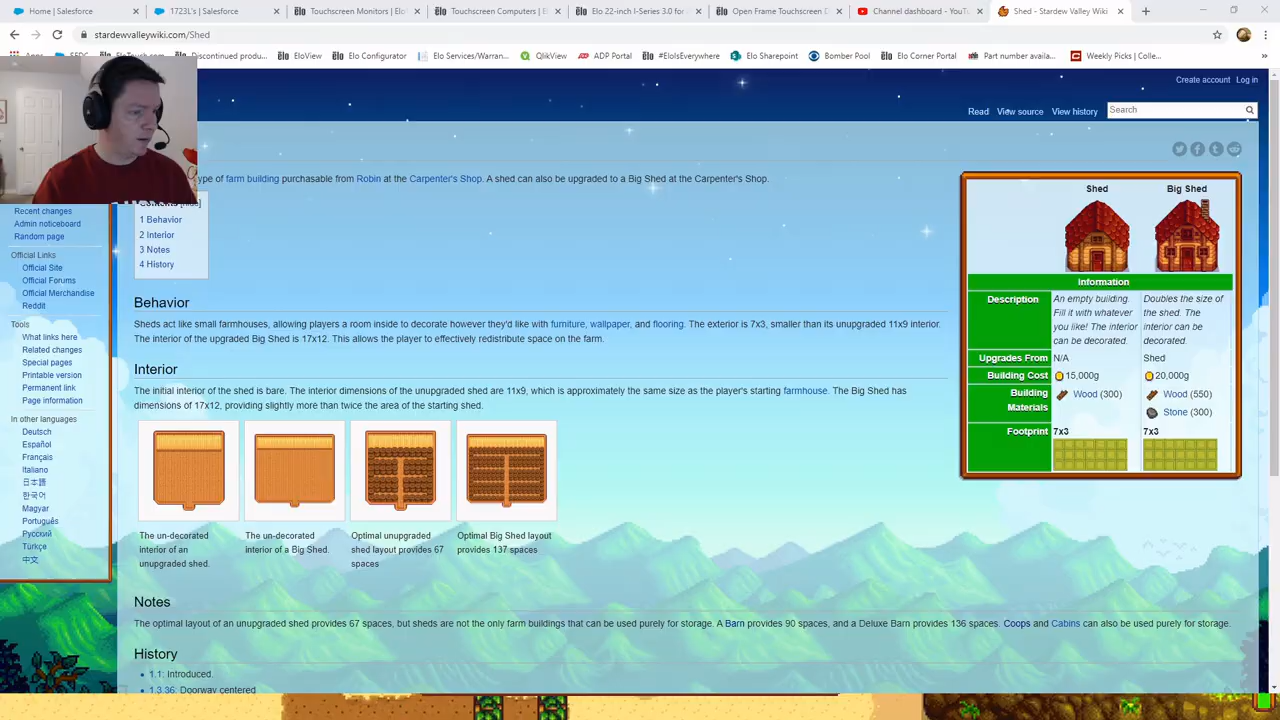 Home | Salesforce
1723L's | Salesforce
elo Touchscreen Monitors | Elo
elo Touchscreen Computers | E
elo Elo 22-inch I-Series 3.0 for
elo Open Frame Touchscreen D
Channel dashboard - YouTu
Shed - Stardew Valley Wiki
stardewvalleywiki.com/Shed
Apps
SFDC
EloTouch.com
Discontinued produ...
elo EloView
elo Elo Configurator
elo Elo Services/Warran...
QlikView
ADP Portal
elo #EloIsEverywhere
Elo Sharepoint
Bomber Pool
elo Elo Corner Portal
elo Part number availa...
Weekly Picks | Colle...
Create account Log in
Read View source View history Search
ype of farm building purchasable from Robin at the Carpenter's Shop. A shed can also be upgraded to a Big Shed at the Carpenter's Shop.
Contents [hide]
1 Behavior
2 Interior
3 Notes
4 History
Recent changes
Admin noticeboard
Random page
Official Links
Official Site
Official Forums
Official Merchandise
Reddit
Tools
What links here
Related changes
Special pages
Printable version
Permanent link
Page information
In other languages
Deutsch
Español
Français
Italiano
日本語
한국어
Magyar
Português
Русский
Türkçe
中文
Behavior
Sheds act like small farmhouses, allowing players a room inside to decorate however they'd like with furniture, wallpaper, and flooring. The exterior is 7x3, smaller than its unupgraded 11x9 interior.
The interior of the upgraded Big Shed is 17x12. This allows the player to effectively redistribute space on the farm.
Interior
The initial interior of the shed is bare. The inside dimensions of the unupgraded shed are 11x9, which is approximately the same size as the player's starting farmhouse. The Big Shed has
dimensions of 17x12, providing slightly more than twice the area of the starting shed.
The un-decorated
interior of an
unupgraded shed.
The un-decorated
interior of a Big Shed.
Optimal unupgraded
shed layout provides 67
spaces
Optimal Big Shed layout
provides 137 spaces
Notes
The optimal layout of an unupgraded shed provides 67 spaces, but sheds are not the only farm buildings that can be used purely for storage. A Barn provides 90 spaces, and a Deluxe Barn provides 136 spaces. Coops and Cabins can also be used purely for storage.
History
1.1: Introduced.
1.3.36: Doorway centered
Shed Big Shed
Information
Description
An empty building.
Fill it with whatever
you like! The interior
can be decorated.
Doubles the size of
the shed. The
interior can be
decorated.
Upgrades From N/A Shed
Building Cost 15,000g 20,000g
Building
Materials
Wood (300)
Wood (550)
Stone (300)
Footprint 7x3 7x3